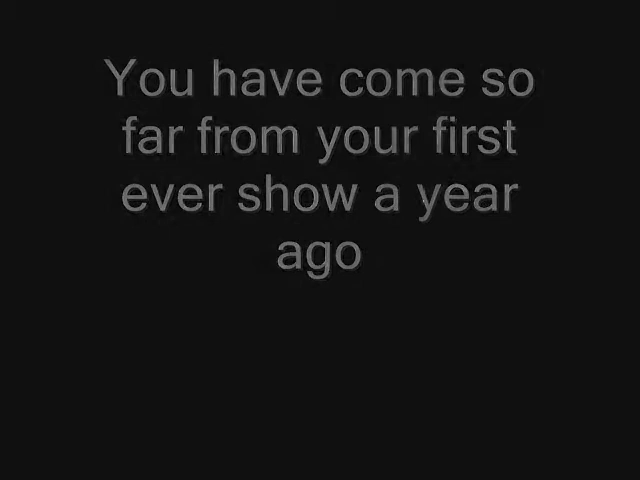 You have come so
far from your first
ever show a year
ago